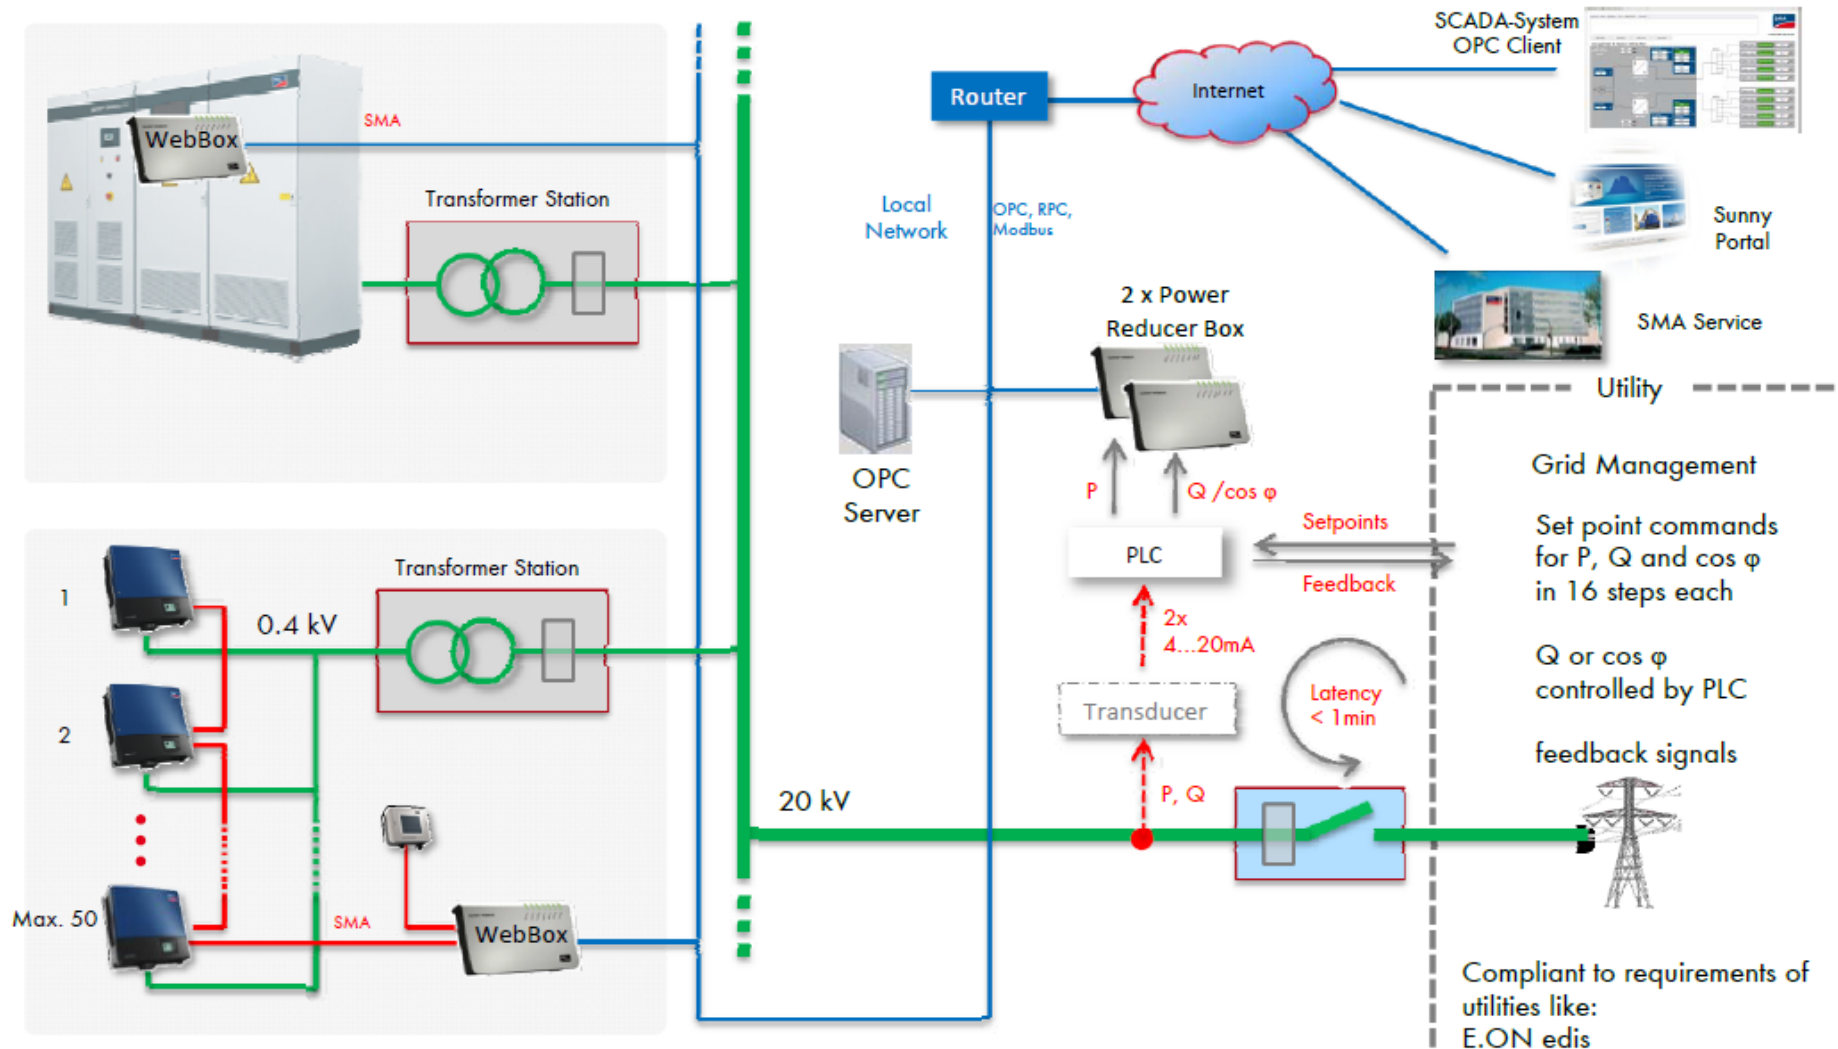 SCADA-System
OPC Client
SMA
WebBox
Router
Internet
Transformer Station
Local
Network
OPC, RPC,
Modbus
Sunny
Portal
2 x Power
Reducer Box
SMA Service
Utility
OPC
Server
P
Q /cos φ
Grid Management
Setpoints
PLC
Feedback
Set point commands
for P, Q and cos φ
in 16 steps each
Transformer Station
1
0.4 kV
2x
4...20mA
Q or cos φ
controlled by PLC
Latency
< 1min
Transducer
2
feedback signals
20 kV
P, Q
Max. 50
SMA
WebBox
Compliant to requirements of
utilities like:
E.ON edis